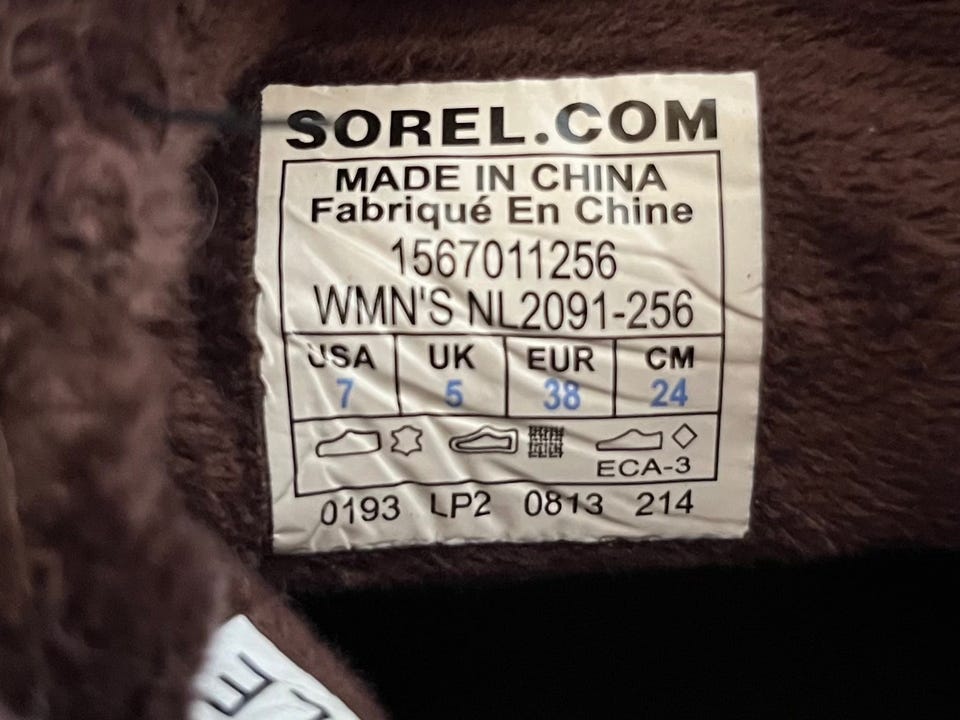 SOREL.COM
MADE IN CHINA
Fabriqué En Chine
1567011256
WMN'S NL2091-256
USA UK EUR CM
7 5 38 24
ECA-3
0193 LP2 0813 214